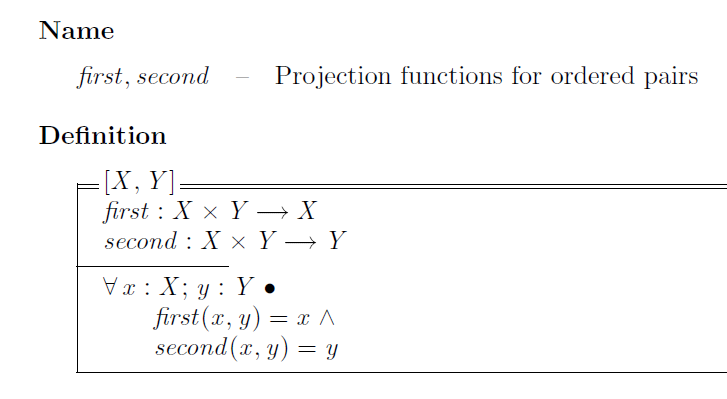 Name
first, second – Projection functions for ordered pairs
Definition
[X, Y]
first : X × Y ⟶ X
second : X × Y ⟶ Y
∀ x : X; y : Y •
first(x, y) = x ∧
second(x, y) = y